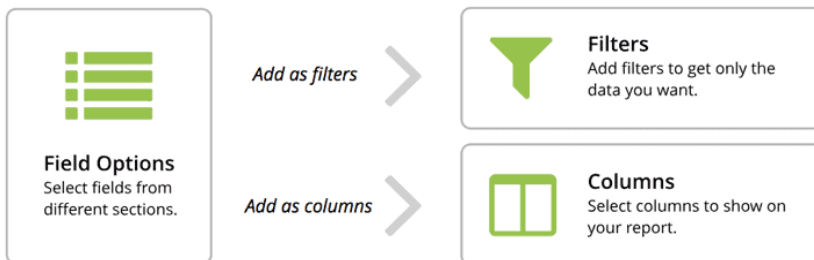 Field Options
Select fields from
different sections.
Add as filters
Filters
Add filters to get only the
data you want.
Add as columns
Columns
Select columns to show on
your report.